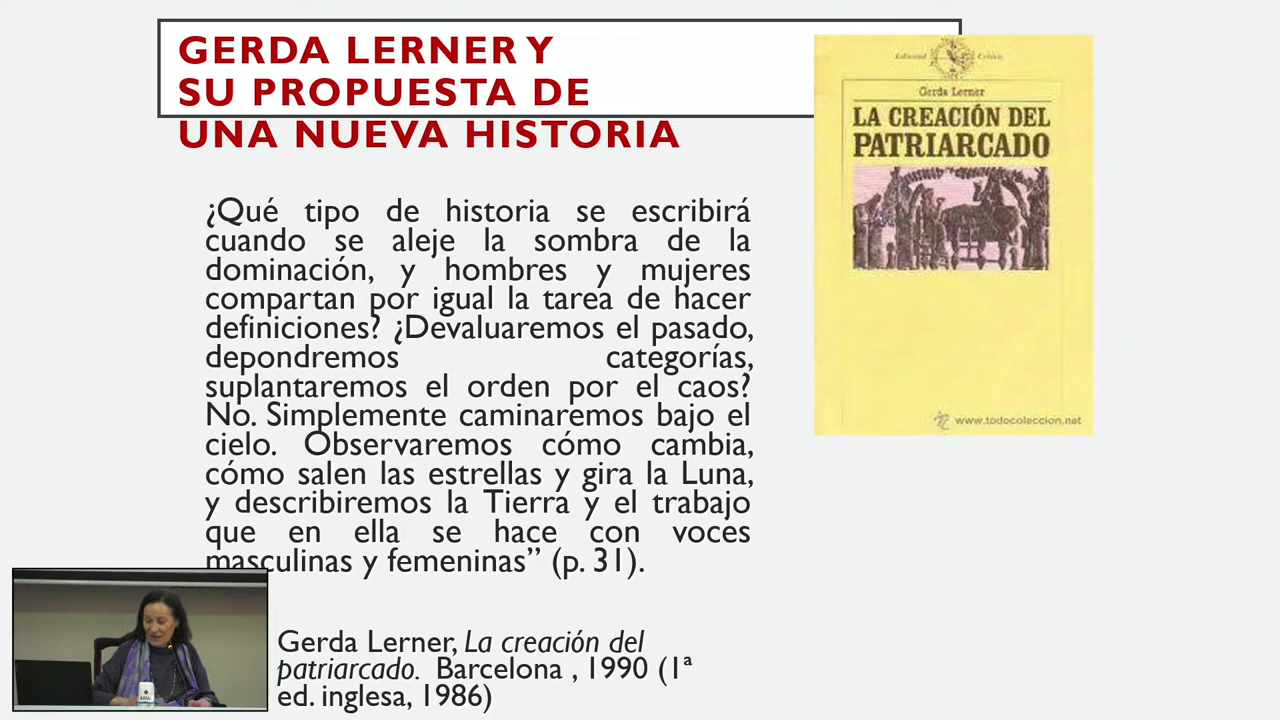 GERDA LERNER Y
SU PROPUESTA DE
UNA NUEVA HISTORIA
¿Qué tipo de historia se escribirá
cuando se aleje la sombra de la
dominación, y hombres y mujeres
compartan por igual la tarea de hacer
definiciones? ¿Devaluaremos el pasado,
depondremos categorías,
suplantaremos el orden por el caos?
No. Simplemente caminaremos bajo el
cielo. Observaremos cómo cambia,
cómo salen las estrellas y gira la Luna,
y describiremos la Tierra y el trabajo
que en ella se hace con voces
masculinas y femeninas” (p. 31).
Gerda Lerner, La creación del
patriarcado. Barcelona , 1990 (1ª
ed. inglesa, 1986)
Editorial Crítica
Gerda Lerner
LA CREACIÓN DEL
PATRIARCADO
www.todocoleccion.net